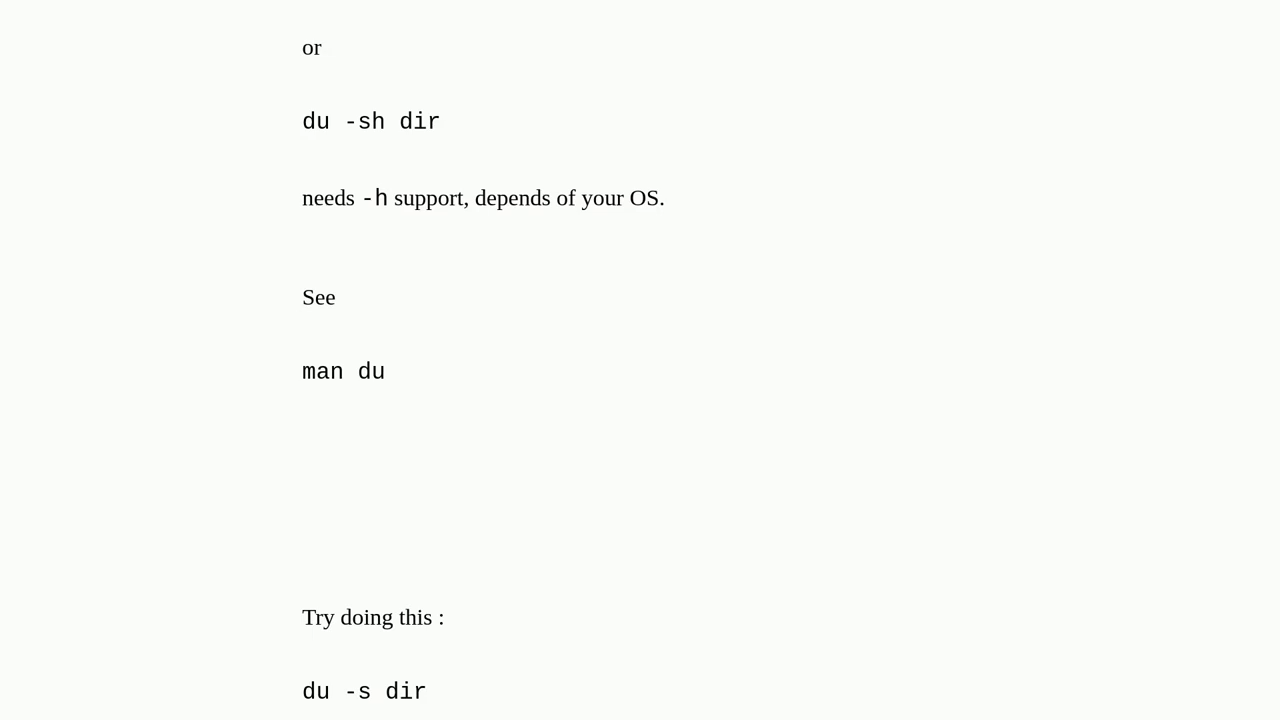 or
du -sh dir
needs -h support, depends of your OS.
See
man du
Try doing this :
du -s dir